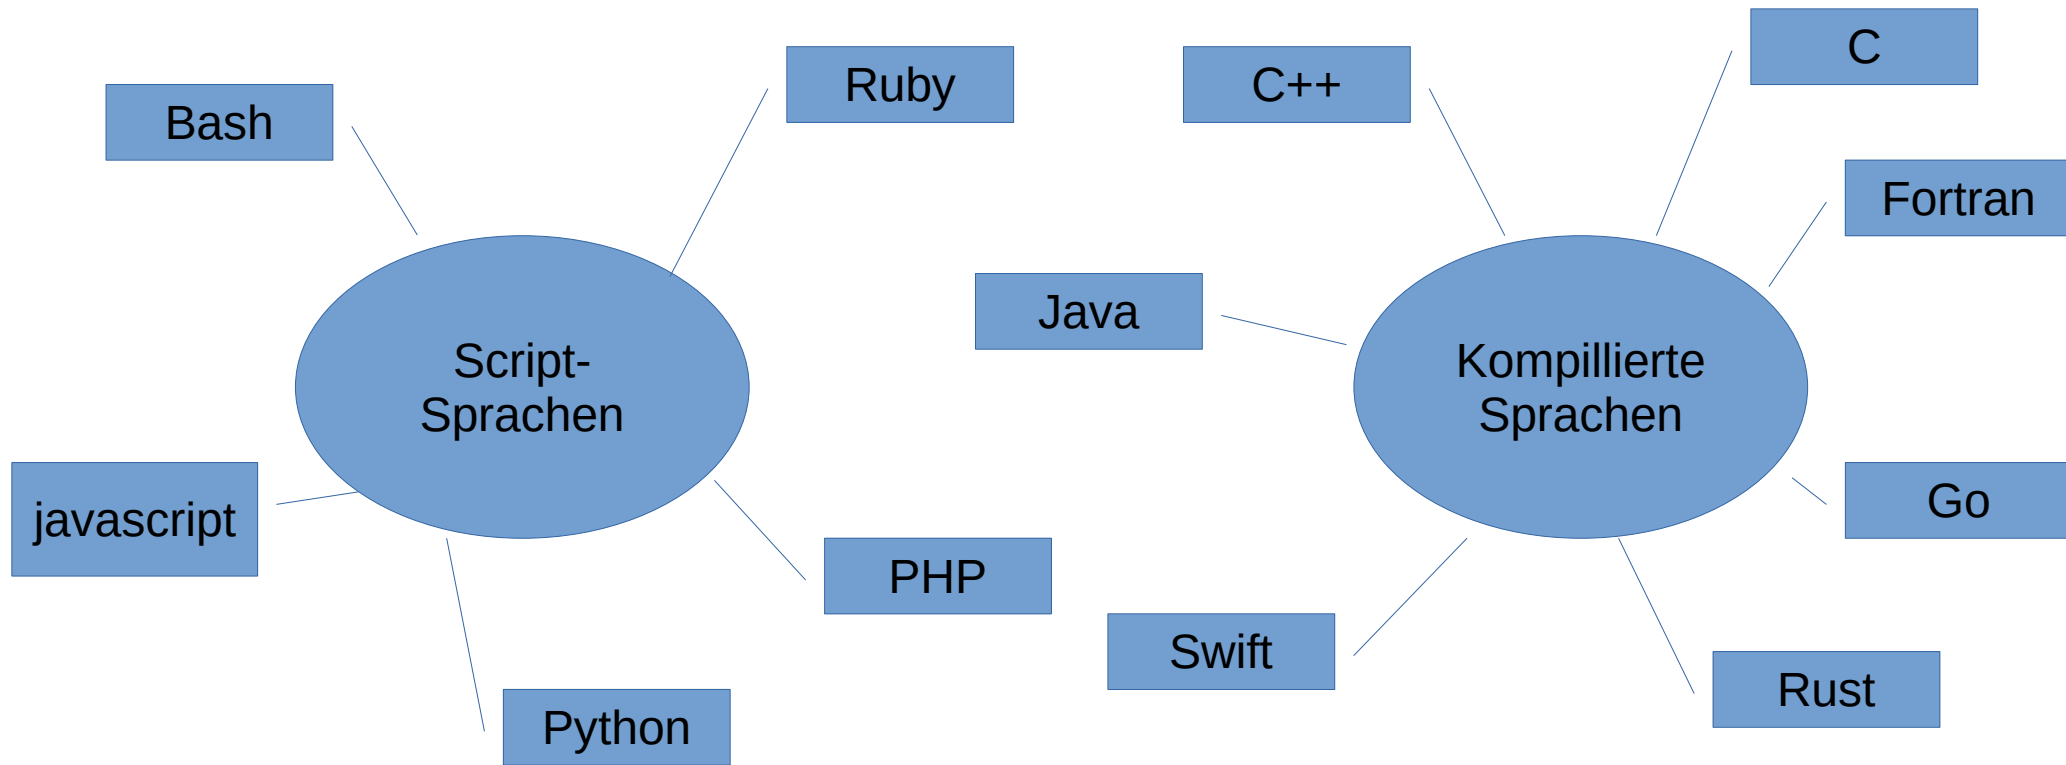 Bash
Ruby
Script-
Sprachen
javascript
PHP
Python
C++
C
Fortran
Java
Kompillierte
Sprachen
Go
Swift
Rust